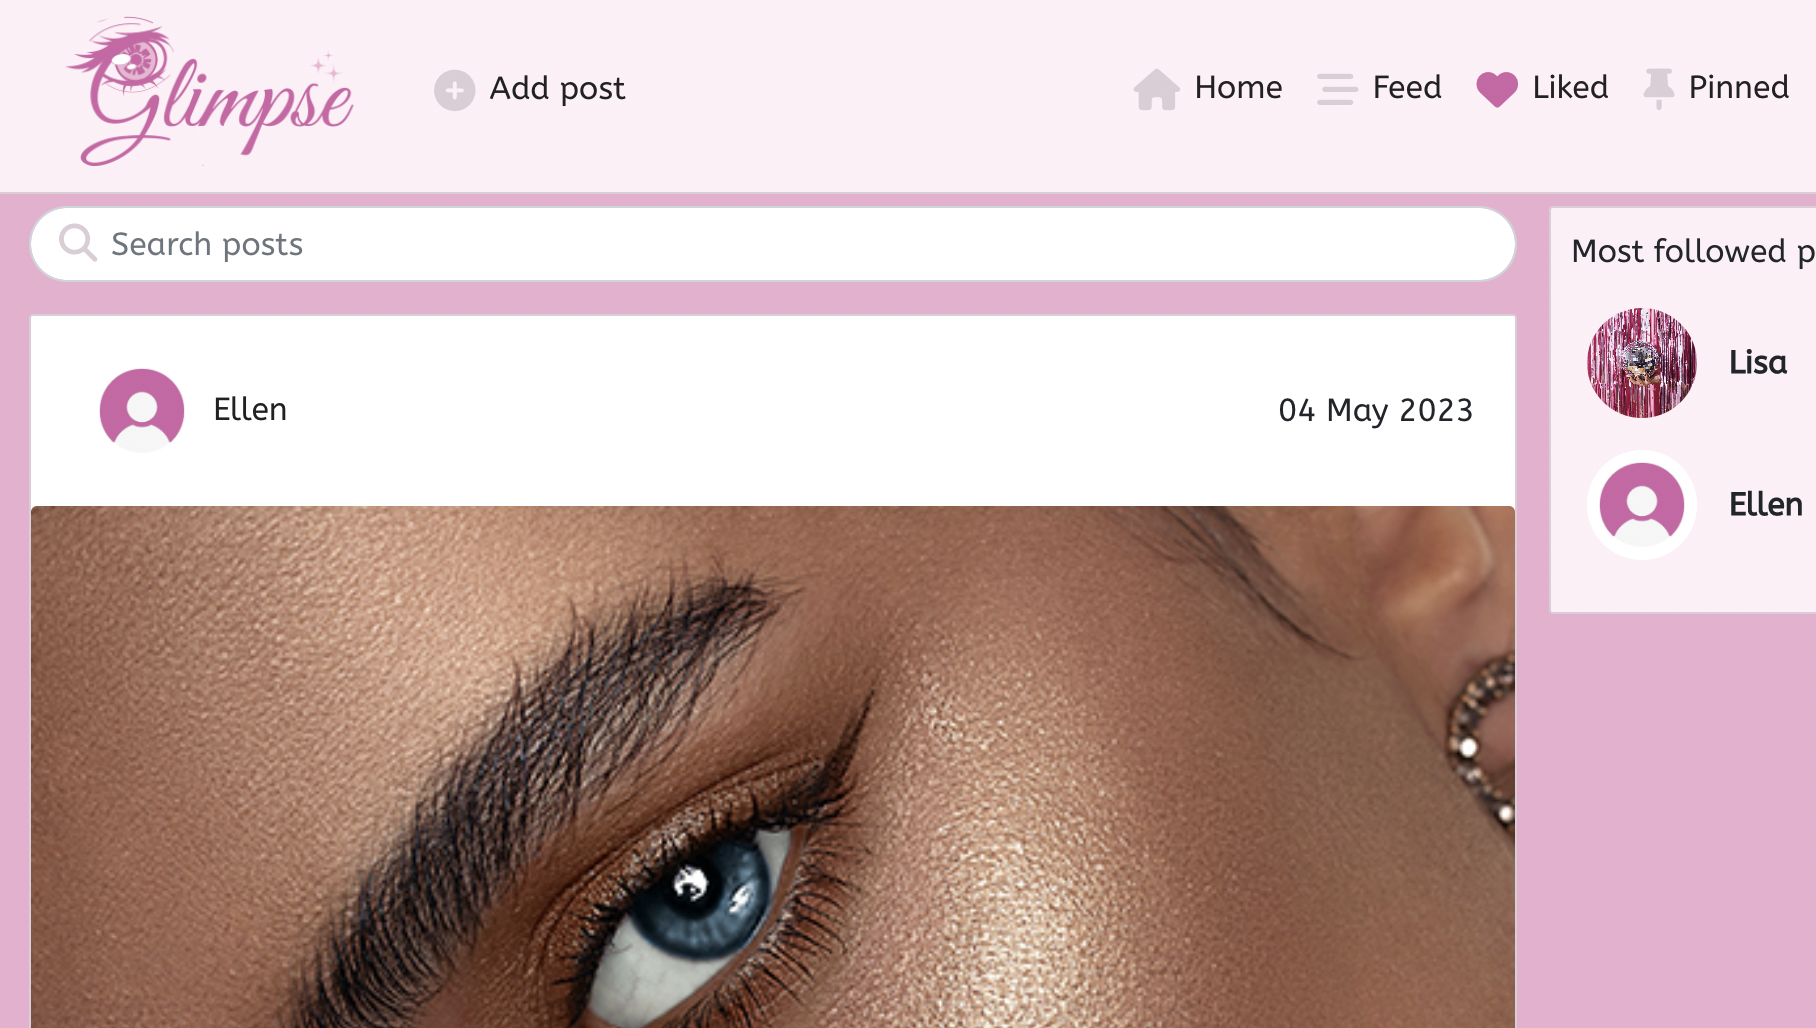 Glimpse
Add post
Home
Feed
Liked
Pinned
Search posts
Ellen
04 May 2023
Most followed p
Lisa
Ellen